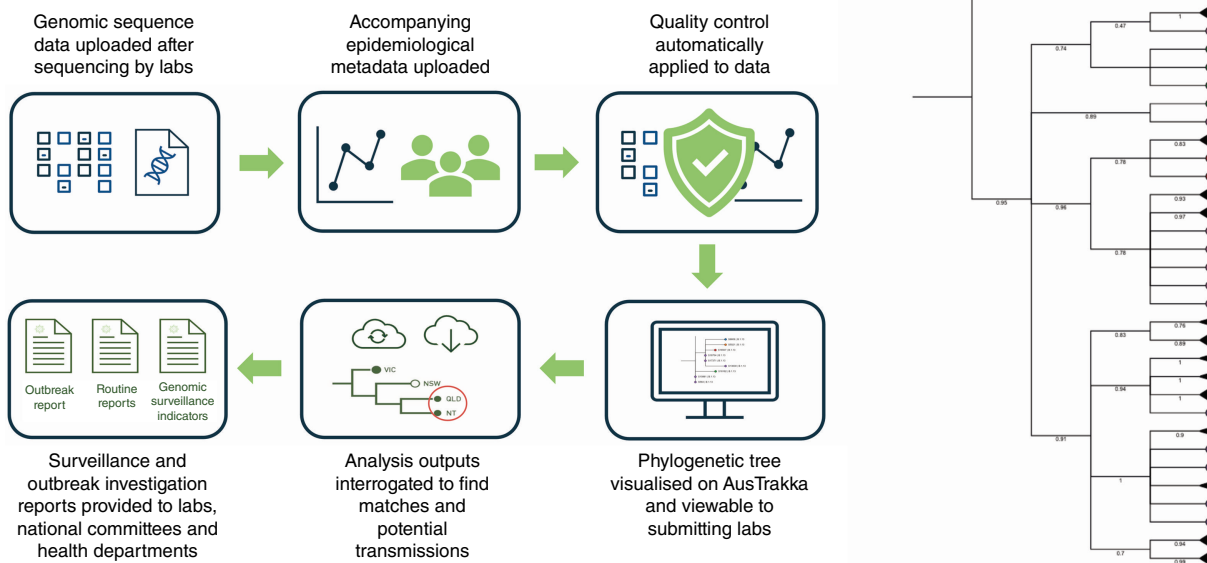 Genomic sequence
data uploaded after
sequencing by labs
Accompanying
epidemiological
metadata uploaded
Quality control
automatically
applied to data
Outbreak
report
Routine
reports
Genomic
surveillance
indicators
VIC
NSW
QLD
NT
Surveillance and
outbreak investigation
reports provided to labs,
national committees and
health departments
Analysis outputs
interrogated to find
matches and
potential
transmissions
Phylogenetic tree
visualised on AusTrakka
and viewable to
submitting labs
1
0.47
0.74
0.89
0.83
0.78
0.93
0.95
0.96
0.97
0.78
0.76
0.83
0.89
1
1
0.94
1
0.9
0.91
1
0.94
0.7
0.99